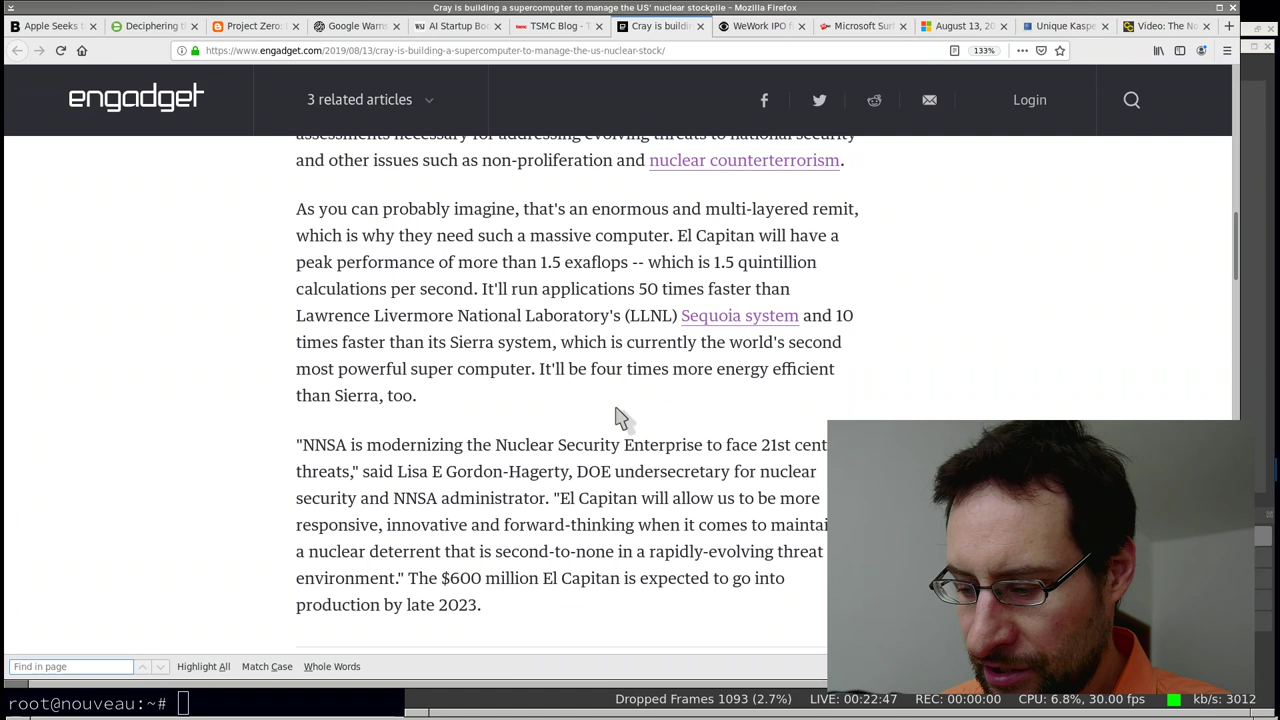 Cray is building a supercomputer to manage the US' nuclear stockpile - Mozilla Firefox
Apple Seeks t
Deciphering t
Project Zero:
Google Warns
AI Startup Boo
TSMC Blog - T
Cray is buildi
WeWork IPO f
Microsoft Surf
August 13, 20
Unique Kaspe
Video: The No
https://www.engadget.com/2019/08/13/cray-is-building-a-supercomputer-to-manage-the-us-nuclear-stock/
133%
engadget
3 related articles
Login
assessments necessary for addressing evolving threats to national security
and other issues such as non-proliferation and nuclear counterterrorism.
As you can probably imagine, that's an enormous and multi-layered remit,
which is why they need such a massive computer. El Capitan will have a
peak performance of more than 1.5 exaflops -- which is 1.5 quintillion
calculations per second. It'll run applications 50 times faster than
Lawrence Livermore National Laboratory's (LLNL) Sequoia system and 10
times faster than its Sierra system, which is currently the world's second
most powerful super computer. It'll be four times more energy efficient
than Sierra, too.
"NNSA is modernizing the Nuclear Security Enterprise to face 21st cent
threats," said Lisa E Gordon-Hagerty, DOE undersecretary for nuclear
security and NNSA administrator. "El Capitan will allow us to be more
responsive, innovative and forward-thinking when it comes to maintai
a nuclear deterrent that is second-to-none in a rapidly-evolving threat
environment." The $600 million El Capitan is expected to go into
production by late 2023.
Find in page
Highlight All
Match Case
Whole Words
root@nouveau:~#
Dropped Frames 1093 (2.7%)
LIVE: 00:22:47
REC: 00:00:00
CPU: 6.8%, 30.00 fps
kb/s: 3012